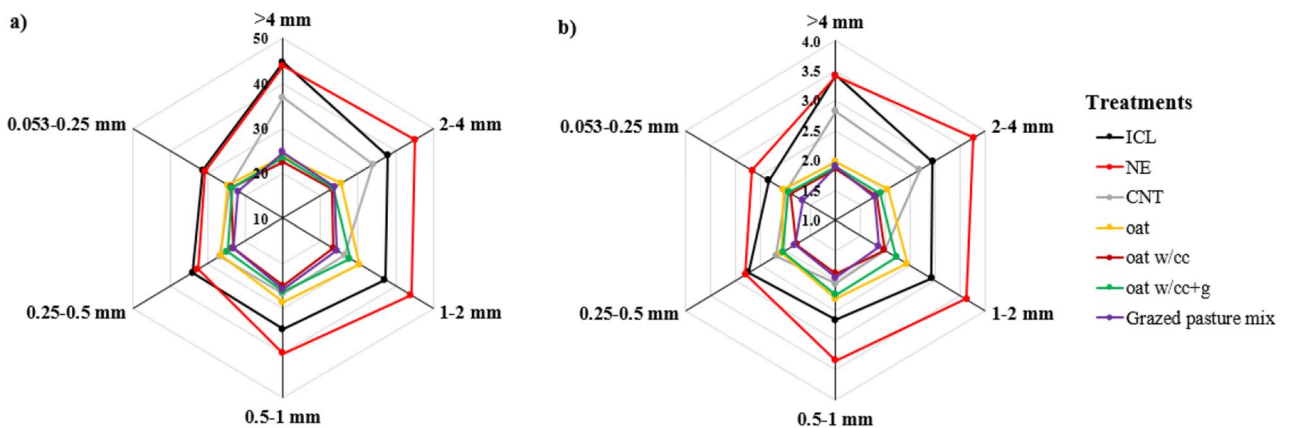 a)
>4 mm
50
40
30
20
10
2-4 mm
1-2 mm
0.5-1 mm
0.25-0.5 mm
0.053-0.25 mm
b)
>4 mm
4.0
3.5
3.0
2.5
2.0
1.5
1.0
2-4 mm
1-2 mm
0.5-1 mm
0.25-0.5 mm
0.053-0.25 mm
Treatments
ICL
NE
CNT
oat
oat w/cc
oat w/cc+g
Grazed pasture mix